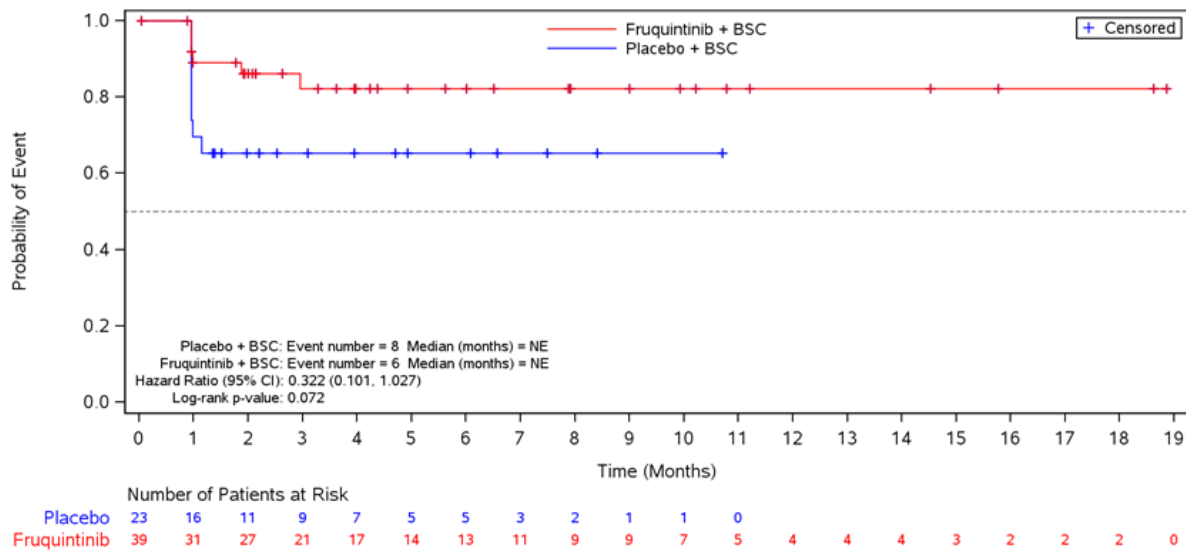 Fruquintinib + BSC
Placebo + BSC
+ Censored
Probability of Event
1.0
0.8
0.6
0.4
0.2
0.0
Placebo + BSC: Event number = 8 Median (months) = NE
Fruquintinib + BSC: Event number = 6 Median (months) = NE
Hazard Ratio (95% CI): 0.322 (0.101, 1.027)
Log-rank p-value: 0.072
0 1 2 3 4 5 6 7 8 9 10 11 12 13 14 15 16 17 18 19
Time (Months)
Number of Patients at Risk
Placebo 23 16 11 9 7 5 5 3 2 1 1 0
Fruquintinib 39 31 27 21 17 14 13 11 9 9 7 5 4 4 4 3 2 2 2 0